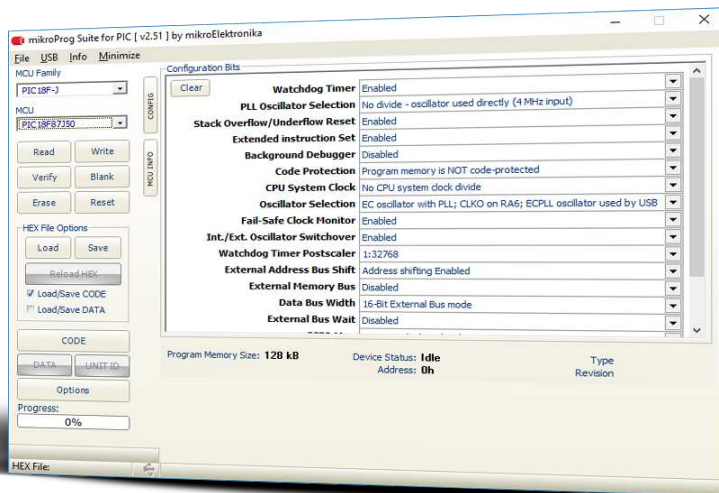 mikroProg Suite for PIC [ v2.51 ] by mikroElektronika
File USB Info Minimize
MCU Family
PIC18F-J
MCU
PIC18F87J50
Read Write
Verify Blank
Erase Reset
HEX File Options
Load Save
Reload HEX
Load/Save CODE
Load/Save DATA
CODE
DATA UNIT ID
Options
Progress:
0%
HEX File:
CONFIG
MCU INFO
Configuration Bits
Clear
Watchdog Timer Enabled
PLL Oscillator Selection No divide - oscillator used directly (4 MHz input)
Stack Overflow/Underflow Reset Enabled
Extended instruction Set Enabled
Background Debugger Disabled
Code Protection Program memory is NOT code-protected
CPU System Clock No CPU system clock divide
Oscillator Selection EC oscillator with PLL; CLKO on RA6; ECPLL oscillator used by USB
Fail-Safe Clock Monitor Enabled
Int./Ext. Oscillator Switchover Enabled
Watchdog Timer Postscaler 1:32768
External Address Bus Shift Address shifting Enabled
External Memory Bus Disabled
Data Bus Width 16-Bit External Bus mode
External Bus Wait Disabled
Program Memory Size: 128 kB
Device Status: Idle
Address: 0h
Type
Revision